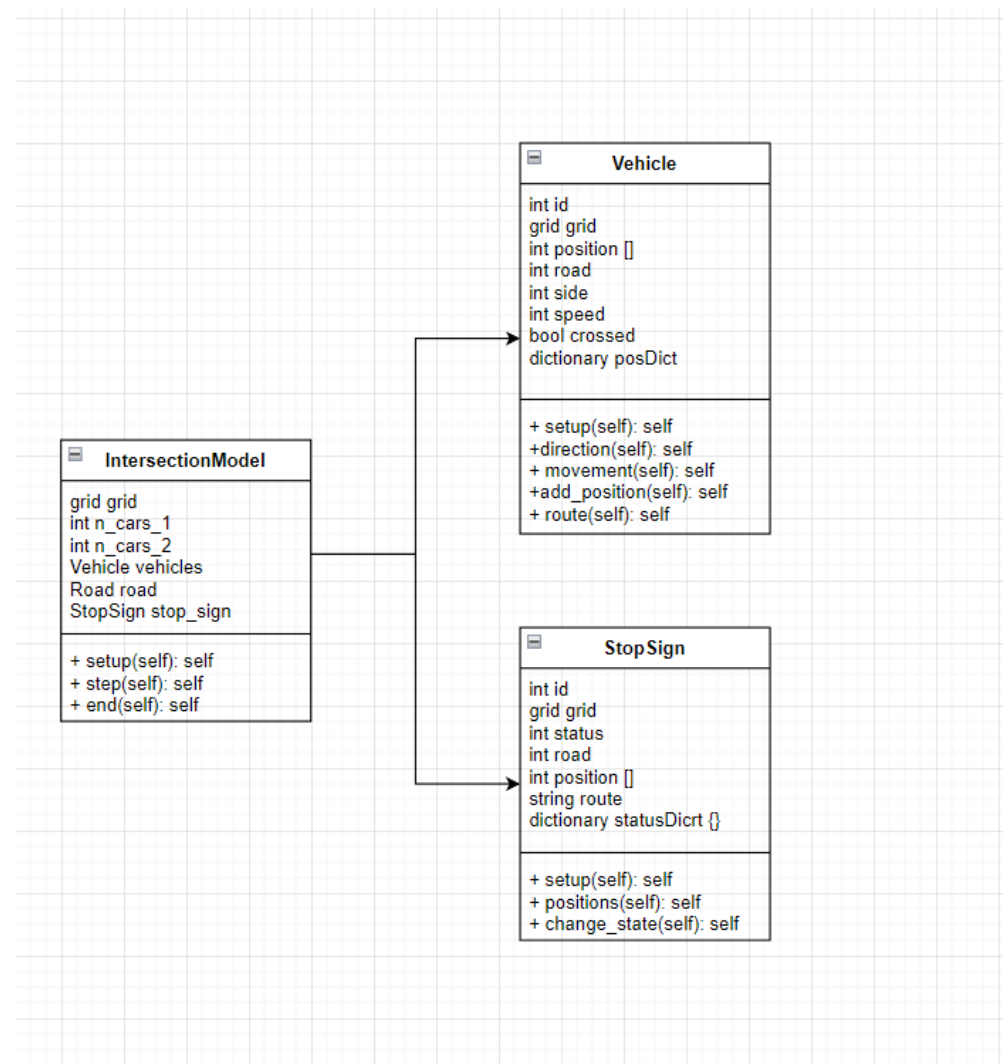 Vehicle
int id
grid grid
int position []
int road
int side
int speed
bool crossed
dictionary posDict
+ setup(self): self
+direction(self): self
+ movement(self): self
+add_position(self): self
+ route(self): self
IntersectionModel
grid grid
int n_cars_1
int n_cars_2
Vehicle vehicles
Road road
StopSign stop_sign
+ setup(self): self
+ step(self): self
+ end(self): self
StopSign
int id
grid grid
int status
int road
int position []
string route
dictionary statusDicrt {}
+ setup(self): self
+ positions(self): self
+ change_state(self): self